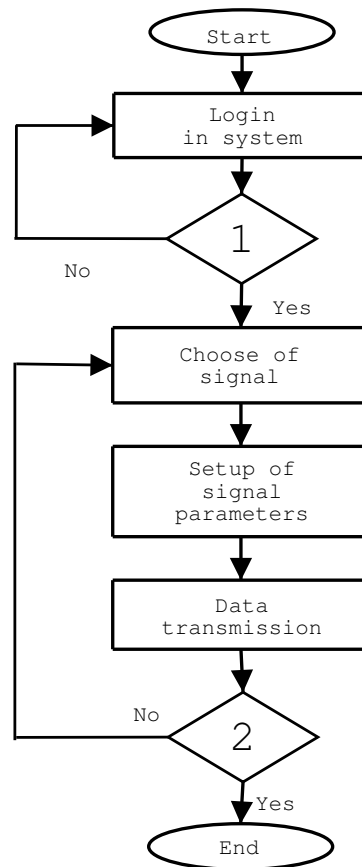 Start
Login
in system
1
No
Yes
Choose of
signal
Setup of
signal
parameters
Data
transmission
No
2
Yes
End